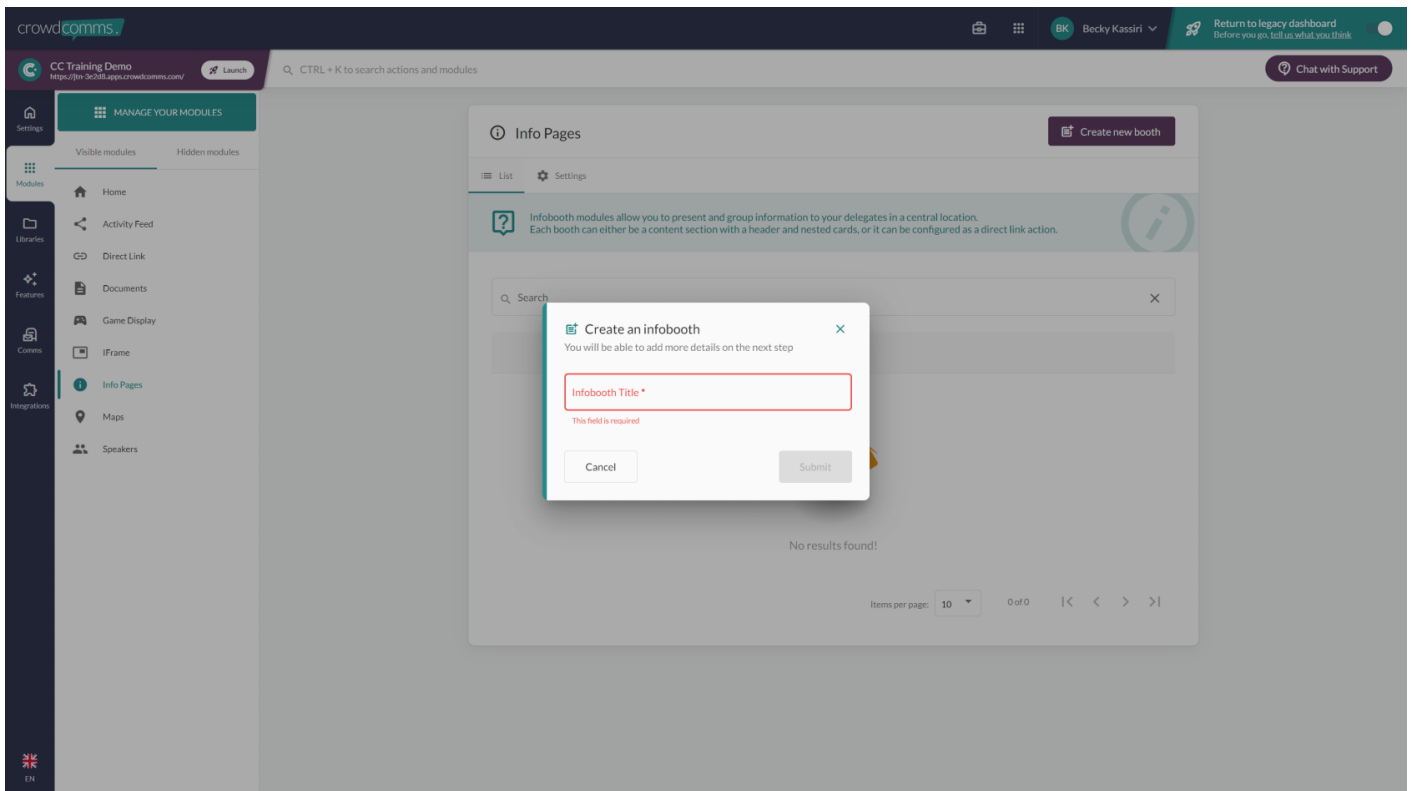 crowdcomms.
BK Becky Kassiri
Return to legacy dashboard
Before you go, tell us what you think
CC Training Demo
https://jtn-3e2d8.apps.crowdcomms.com/
Launch
CTRL + K to search actions and modules
Chat with Support
Settings
Modules
Libraries
Features
Comms
Integrations
EN
MANAGE YOUR MODULES
Visible modules Hidden modules
Home
Activity Feed
Direct Link
Documents
Game Display
IFrame
Info Pages
Maps
Speakers
Info Pages
Create new booth
List Settings
Infobooth modules allow you to present and group information to your delegates in a central location.
Each booth can either be a content section with a header and nested cards, or it can be configured as a direct link action.
Search
Create an infobooth
You will be able to add more details on the next step
Infobooth Title *
This field is required
Cancel Submit
No results found!
Items per page: 10 0 of 0